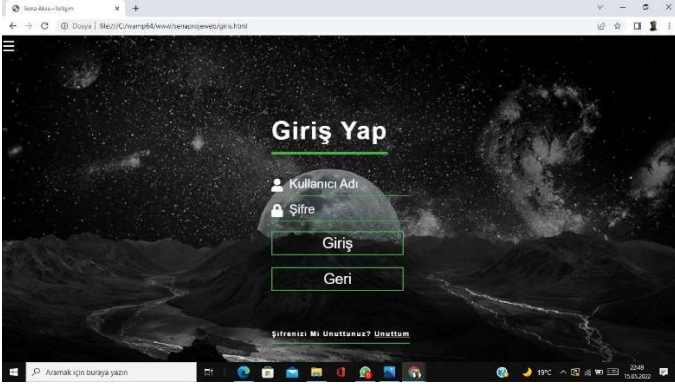 Sena Aksu - İletişim
Dosya | file:///C:/wamp64/www/senaprojeweb/giris.html
Giriş Yap
Kullanıcı Adı
Şifre
Giriş
Geri
Şifrenizi Mi Unuttunuz? Unuttum
Aramak için buraya yazın
19°C
22:49
15.05.2022